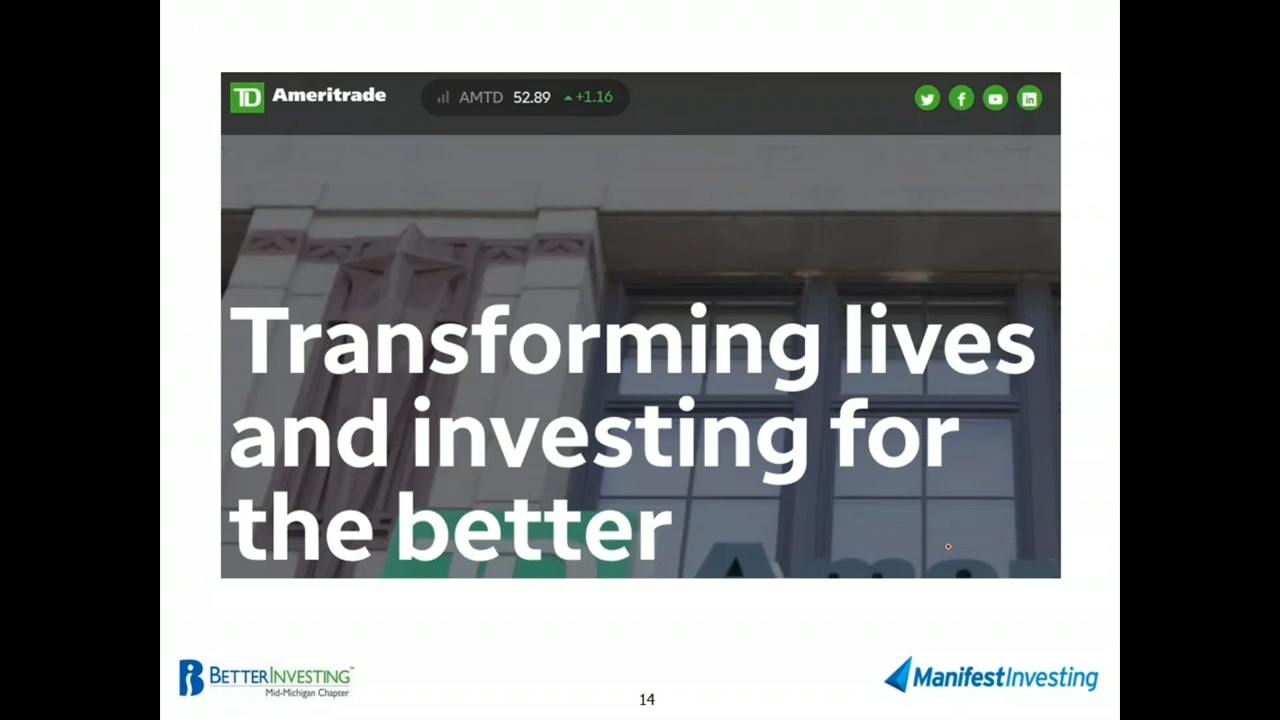 TD Ameritrade AMTD 52.89 +1.16
Transforming lives
and investing for
the better
BETTERINVESTING™
Mid-Michigan Chapter
ManifestInvesting
14